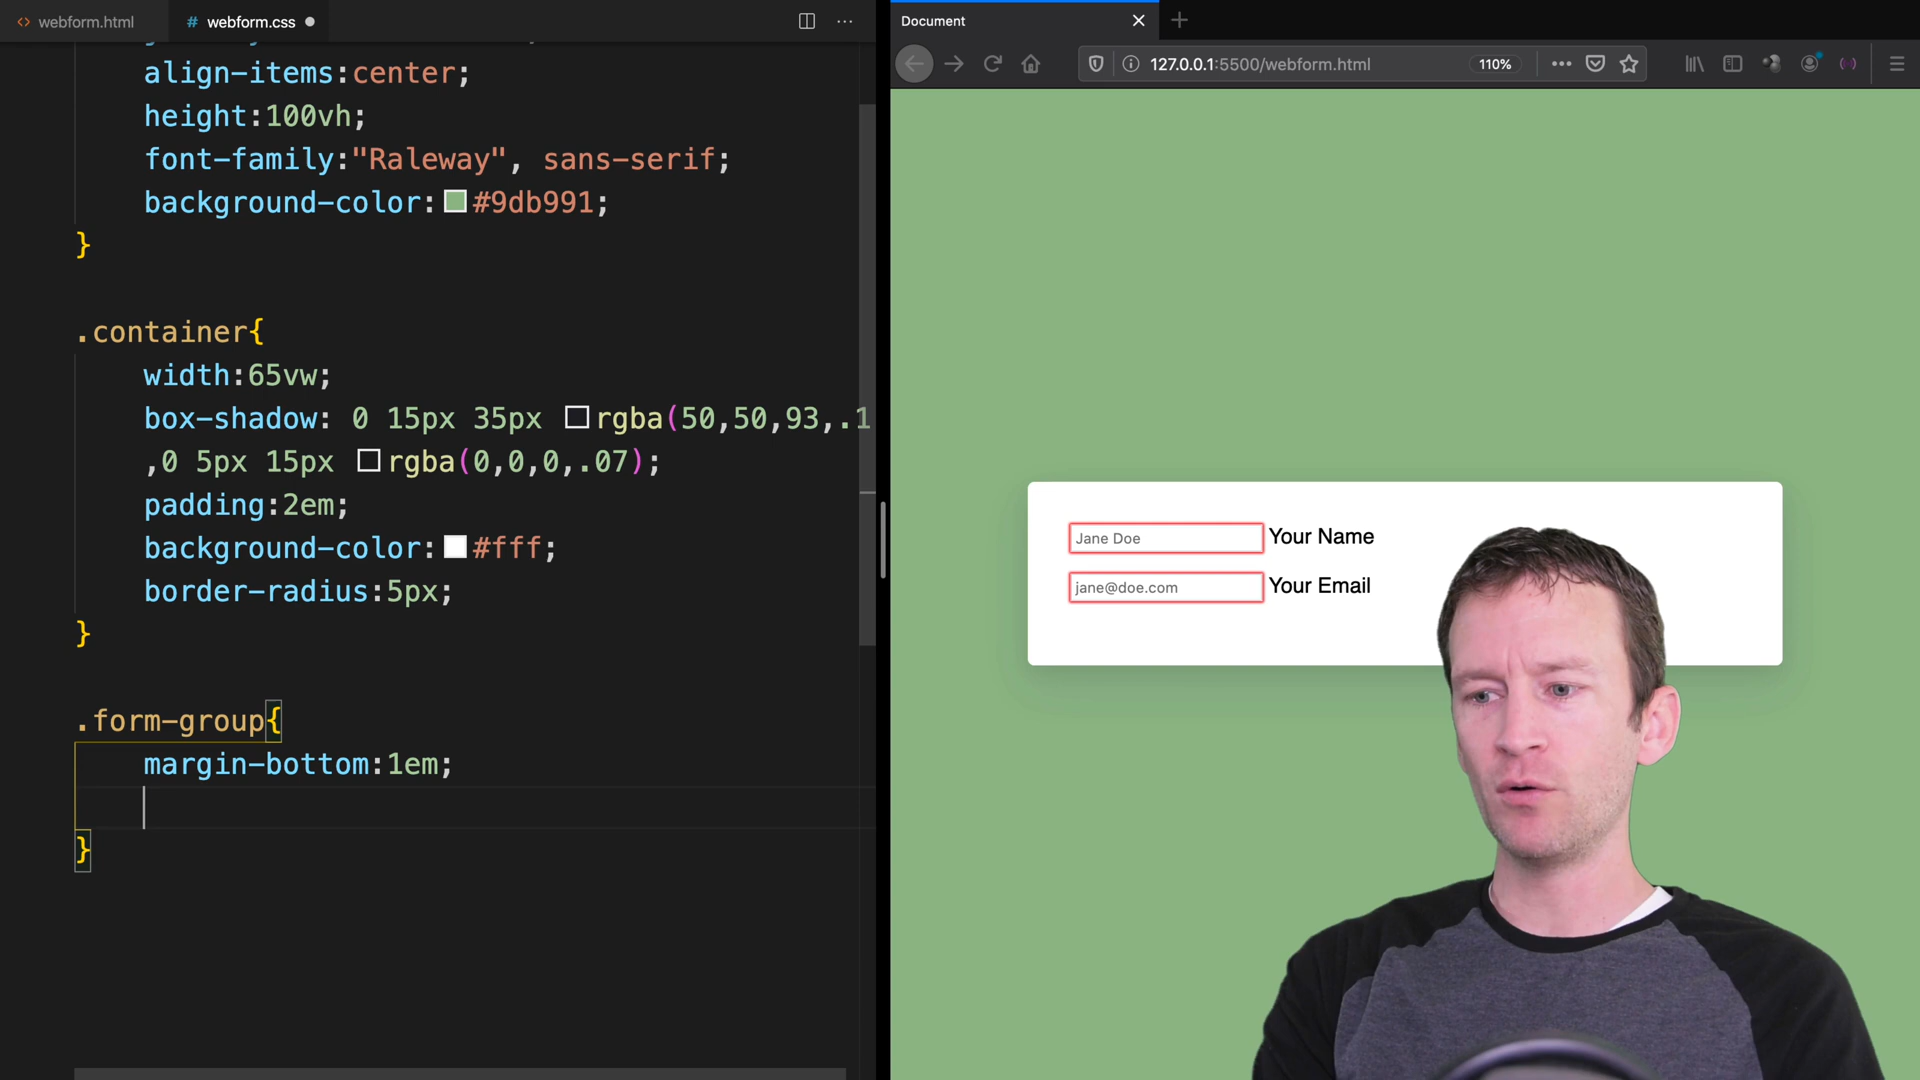 webform.html
# webform.css
align-items:center;
height:100vh;
font-family:"Raleway", sans-serif;
background-color:#9db991;
}
.container{
width:65vw;
box-shadow: 0 15px 35px rgba(50,50,93,.1
,0 5px 15px rgba(0,0,0,.07);
padding:2em;
background-color:#fff;
border-radius:5px;
}
.form-group{
margin-bottom:1em;
}
Document
127.0.0.1:5500/webform.html
110%
Jane Doe Your Name
jane@doe.com Your Email